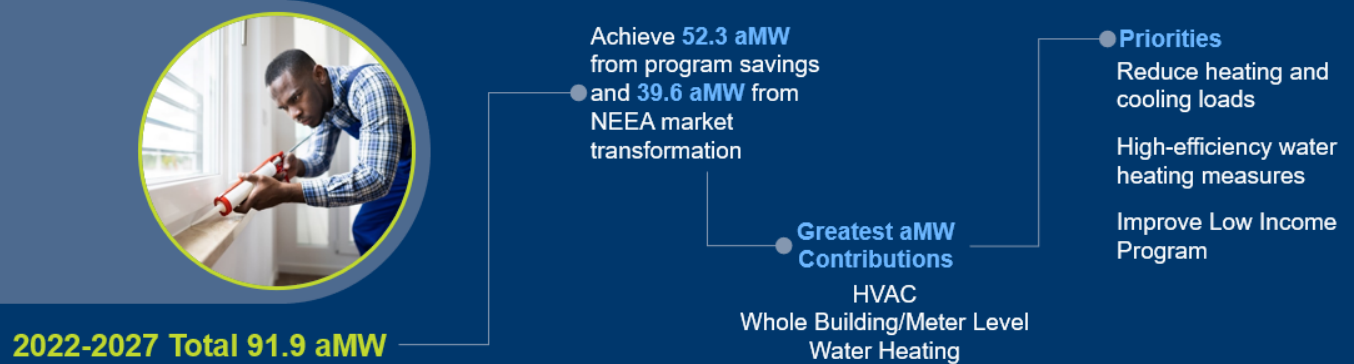 2022-2027 Total 91.9 aMW
Achieve 52.3 aMW
from program savings
and 39.6 aMW from
NEEA market
transformation
Greatest aMW
Contributions
HVAC
Whole Building/Meter Level
Water Heating
Priorities
Reduce heating and
cooling loads
High-efficiency water
heating measures
Improve Low Income
Program